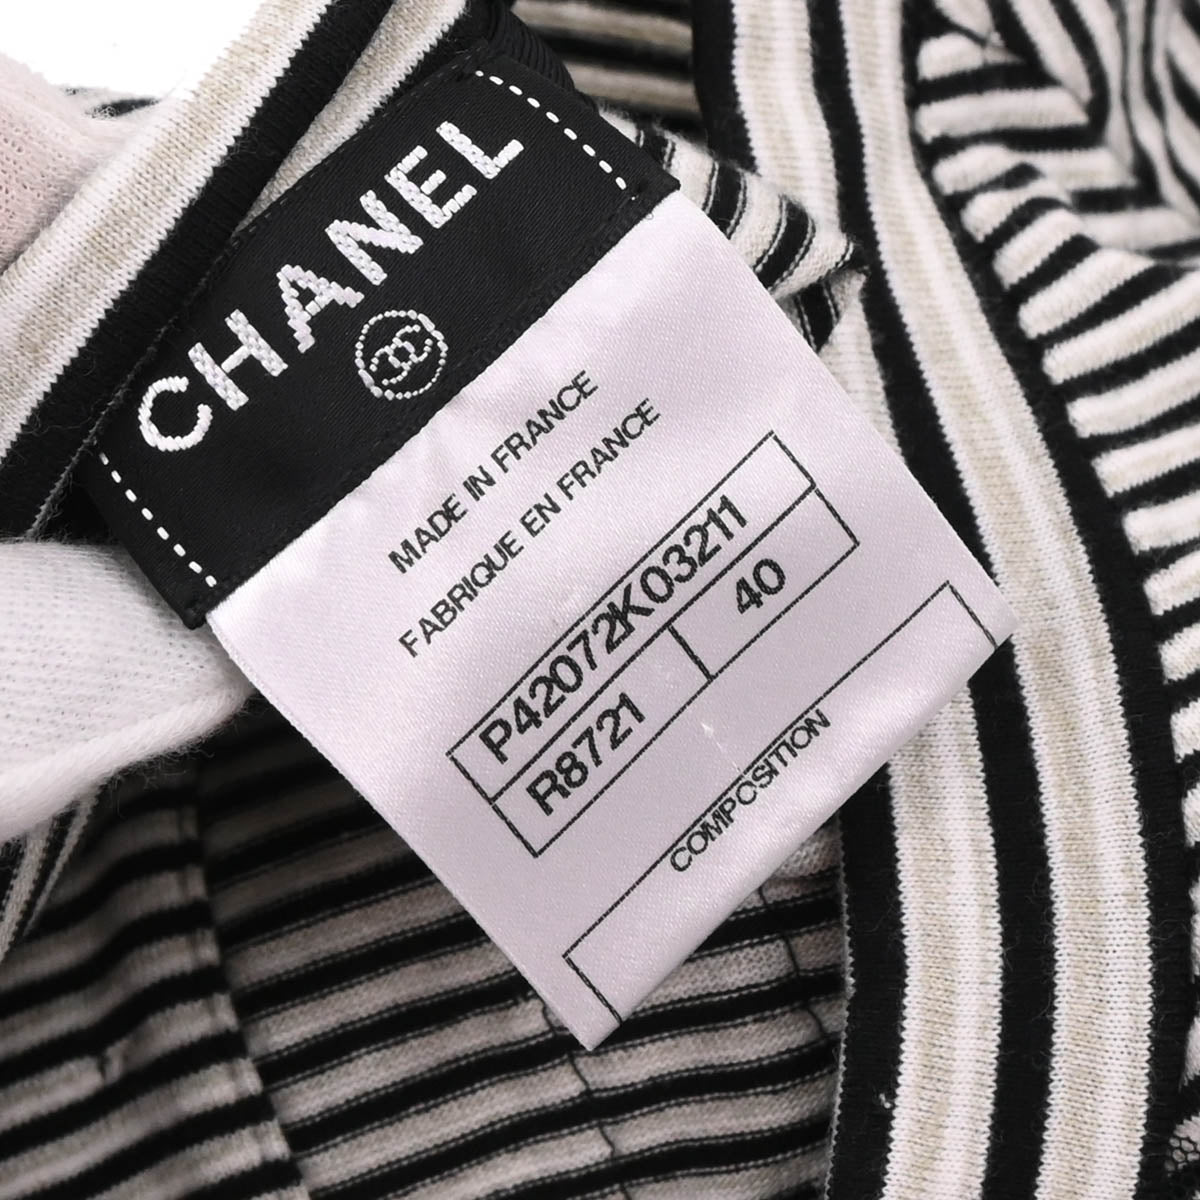 CHANEL
MADE IN FRANCE
FABRIQUE EN FRANCE
P42072K03211
R8721 40
COMPOSITION